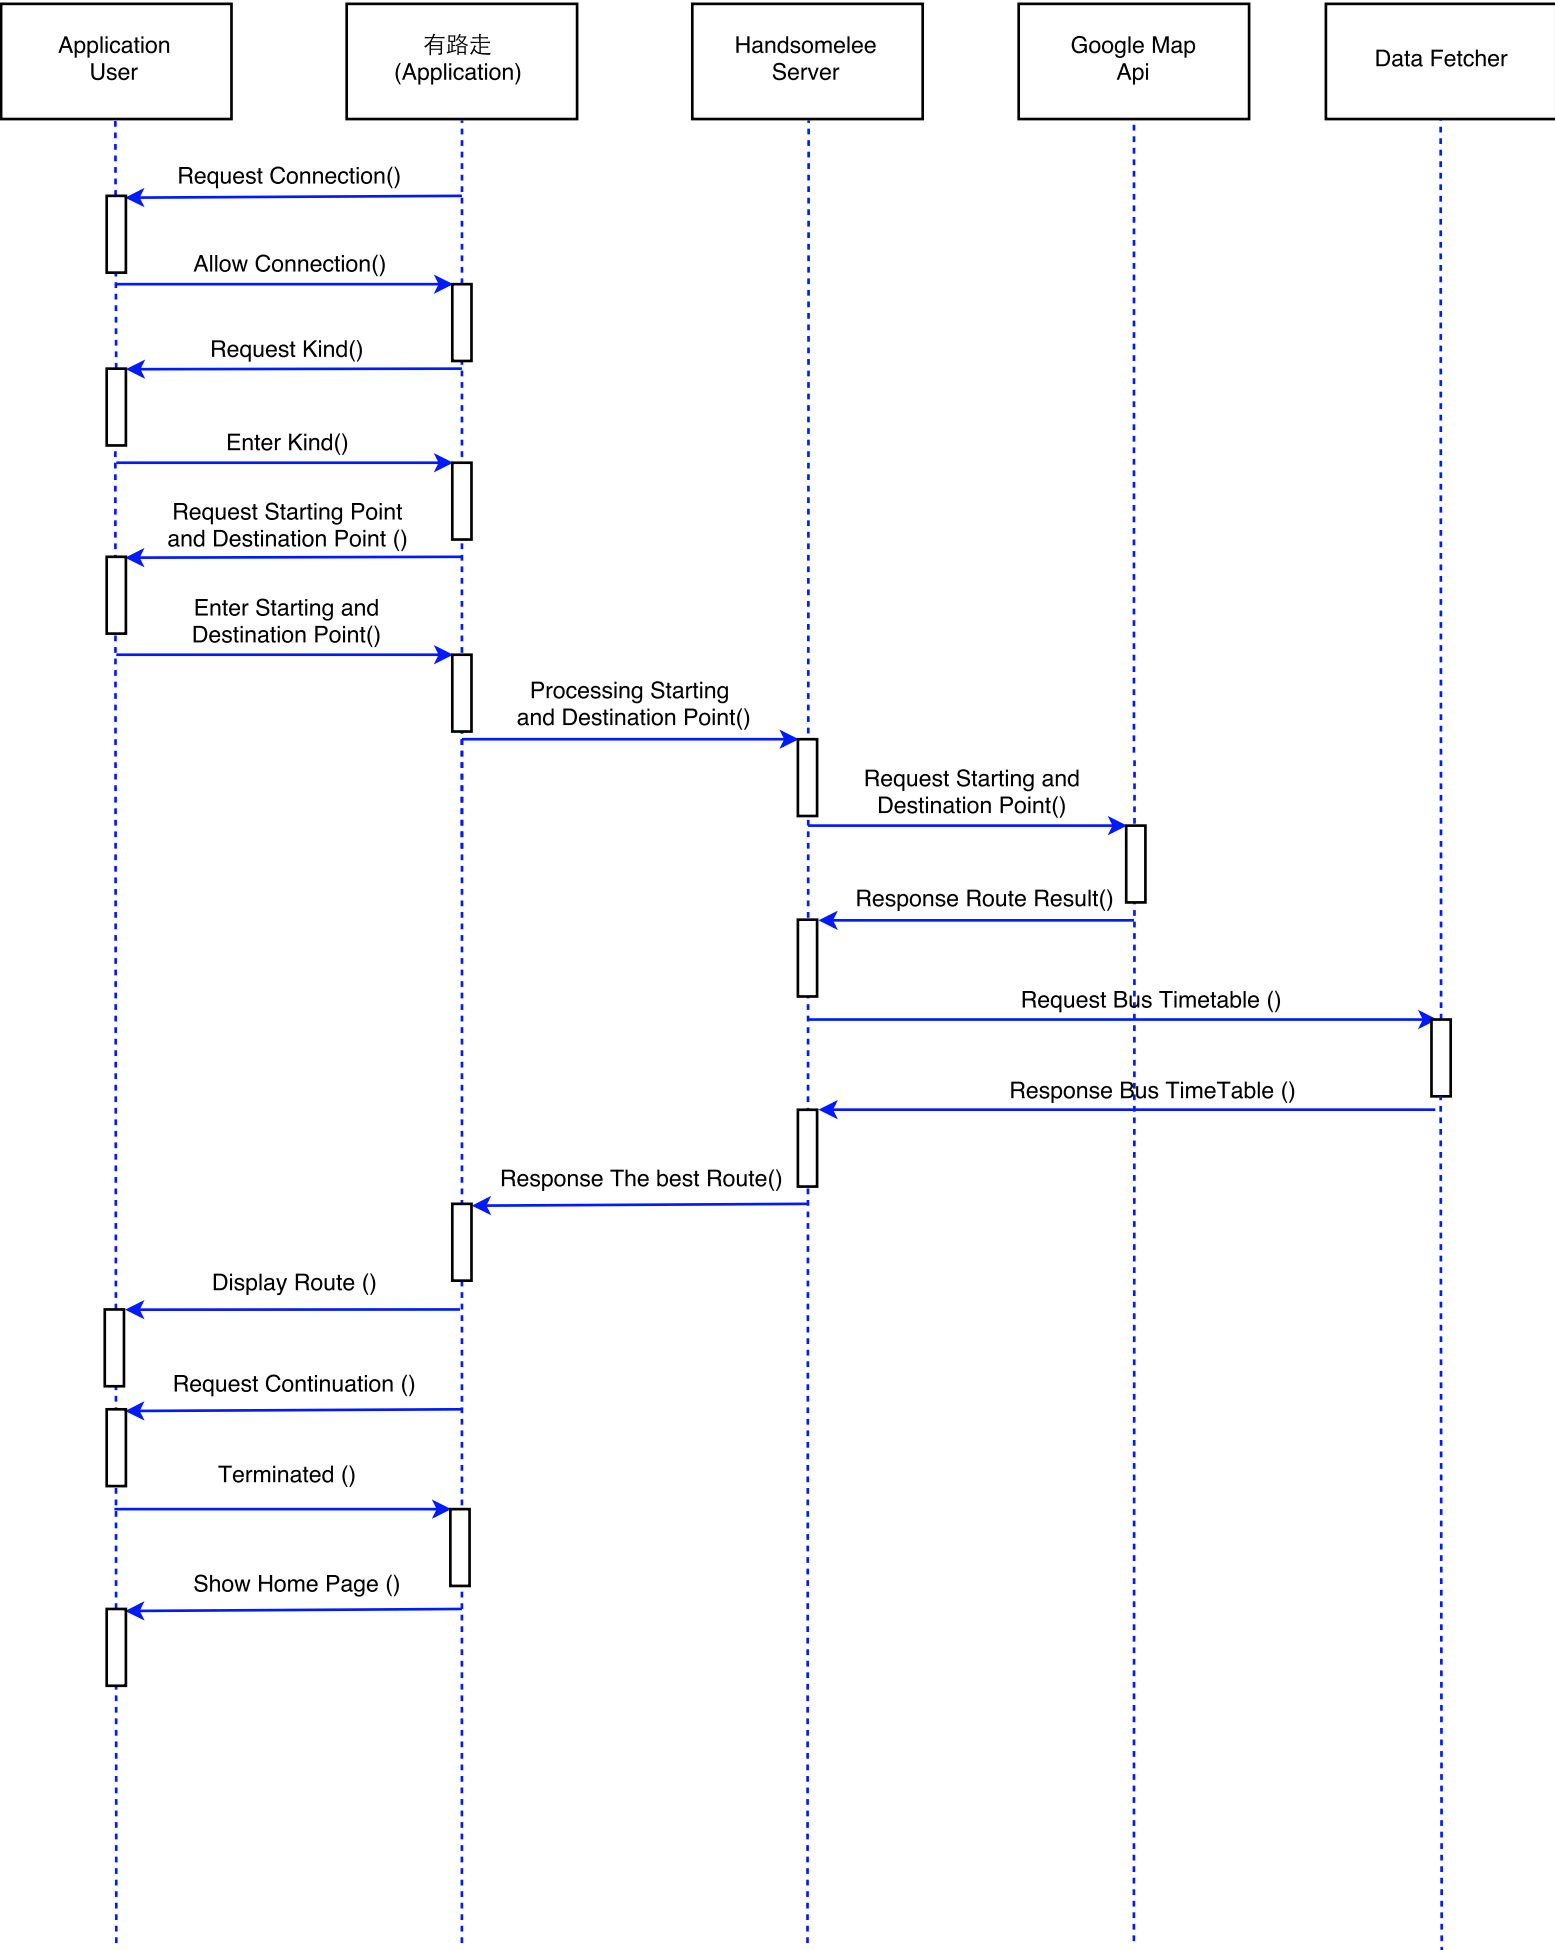 Application
User
有路走
(Application)
Handsomelee
Server
Google Map
Api
Data Fetcher
Request Connection()
Allow Connection()
Request Kind()
Enter Kind()
Request Starting Point
and Destination Point ()
Enter Starting and
Destination Point()
Processing Starting
and Destination Point()
Request Starting and
Destination Point()
Response Route Result()
Request Bus Timetable ()
Response Bus TimeTable ()
Response The best Route()
Display Route ()
Request Continuation ()
Terminated ()
Show Home Page ()